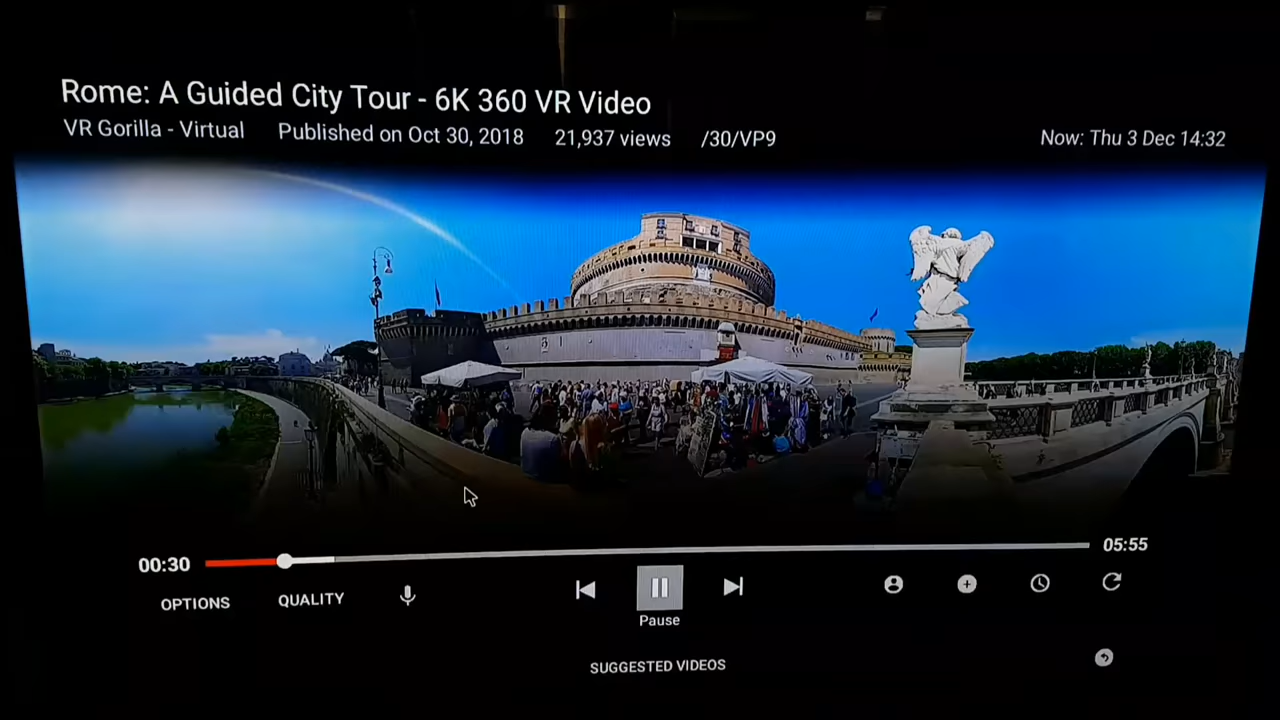 Rome: A Guided City Tour - 6K 360 VR Video
VR Gorilla - Virtual Published on Oct 30, 2018 21,937 views /30/VP9 Now: Thu 3 Dec 14:32
00:30 05:55
OPTIONS QUALITY
Pause
SUGGESTED VIDEOS